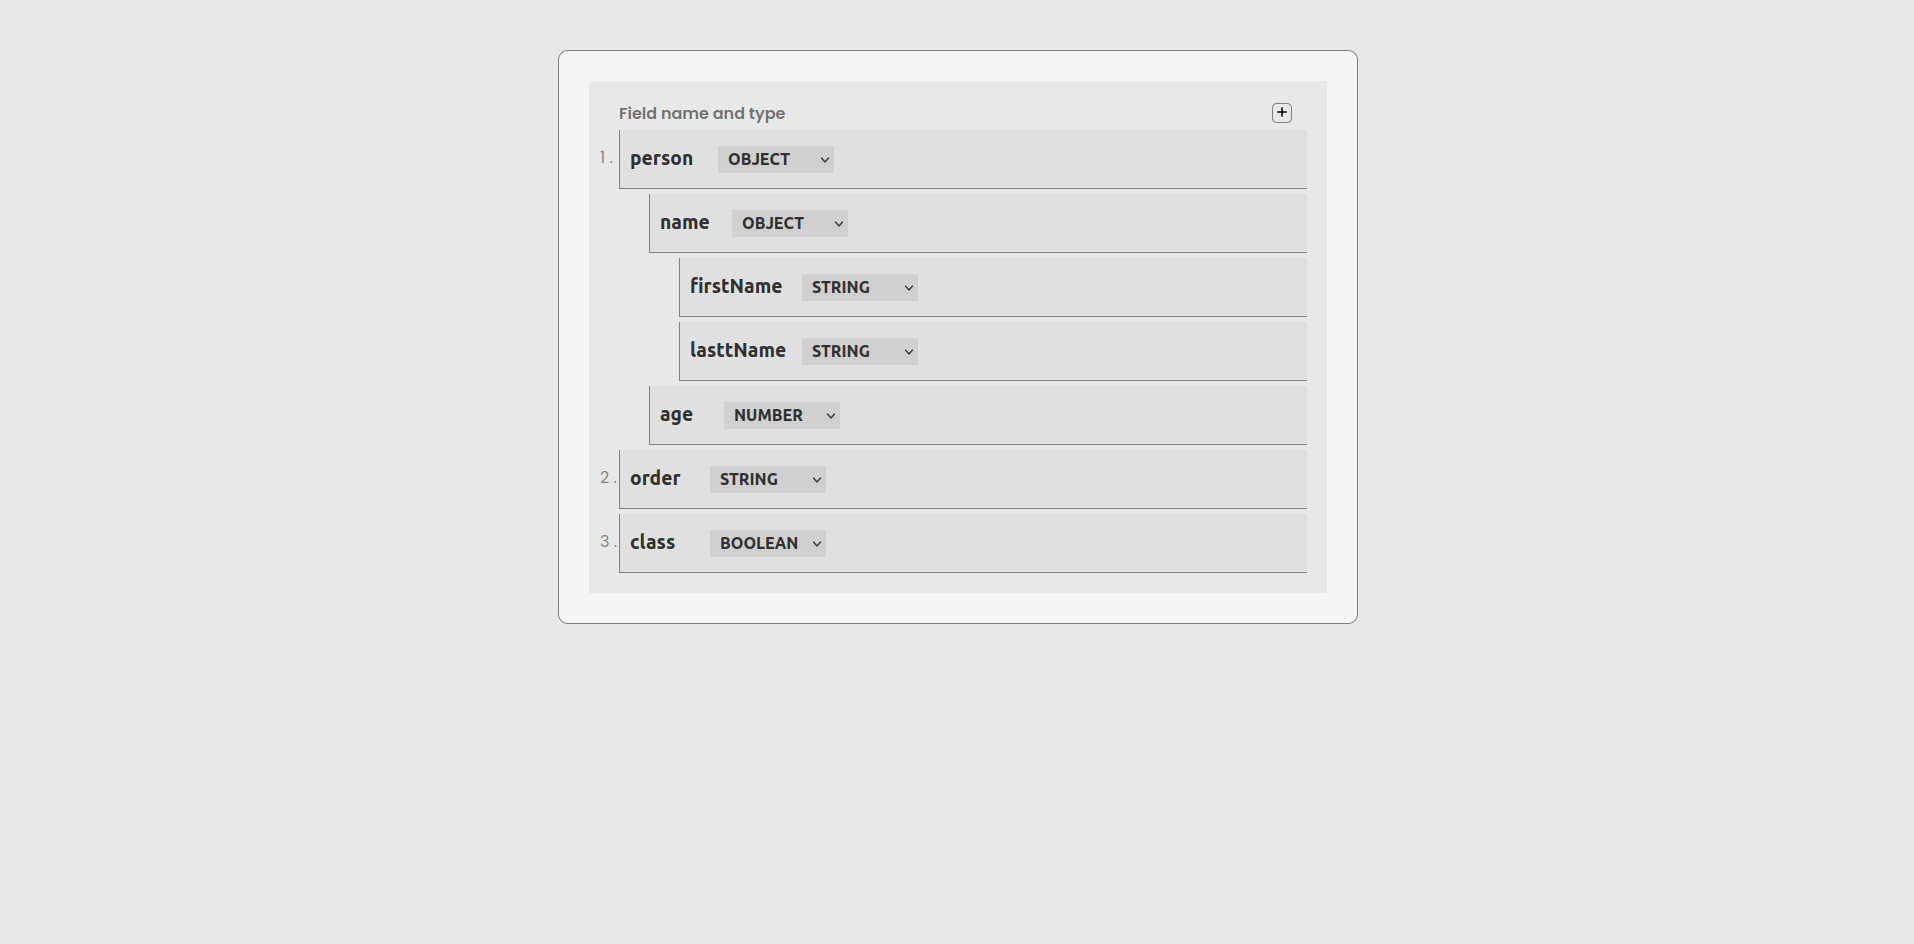 Field name and type +
1. person OBJECT
name OBJECT
firstName STRING
lasttName STRING
age NUMBER
2. order STRING
3. class BOOLEAN